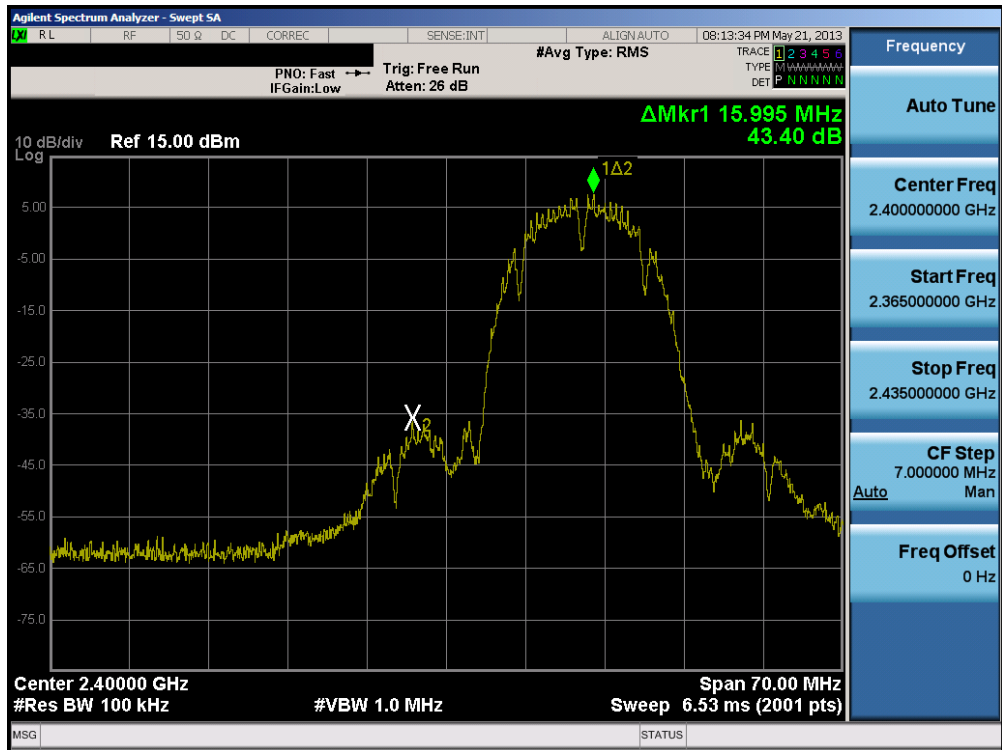 Agilent Spectrum Analyzer - Swept SA
LXI RL RF 50 Ω DC CORREC SENSE:INT ALIGN AUTO 08:13:34 PM May 21, 2013
#Avg Type: RMS TRACE 1 2 3 4 5 6
PNO: Fast Trig: Free Run TYPE M WWWWW
IFGain:Low Atten: 26 dB DET P N N N N N
ΔMkr1 15.995 MHz
43.40 dB
10 dB/div Ref 15.00 dBm
Log
1Δ2
5.00
-5.00
-15.0
-25.0
-35.0
X2
-45.0
-55.0
-65.0
-75.0
Center 2.40000 GHz Span 70.00 MHz
#Res BW 100 kHz #VBW 1.0 MHz Sweep 6.53 ms (2001 pts)
MSG STATUS
Frequency
Auto Tune
Center Freq
2.400000000 GHz
Start Freq
2.365000000 GHz
Stop Freq
2.435000000 GHz
CF Step
7.000000 MHz
Auto Man
Freq Offset
0 Hz